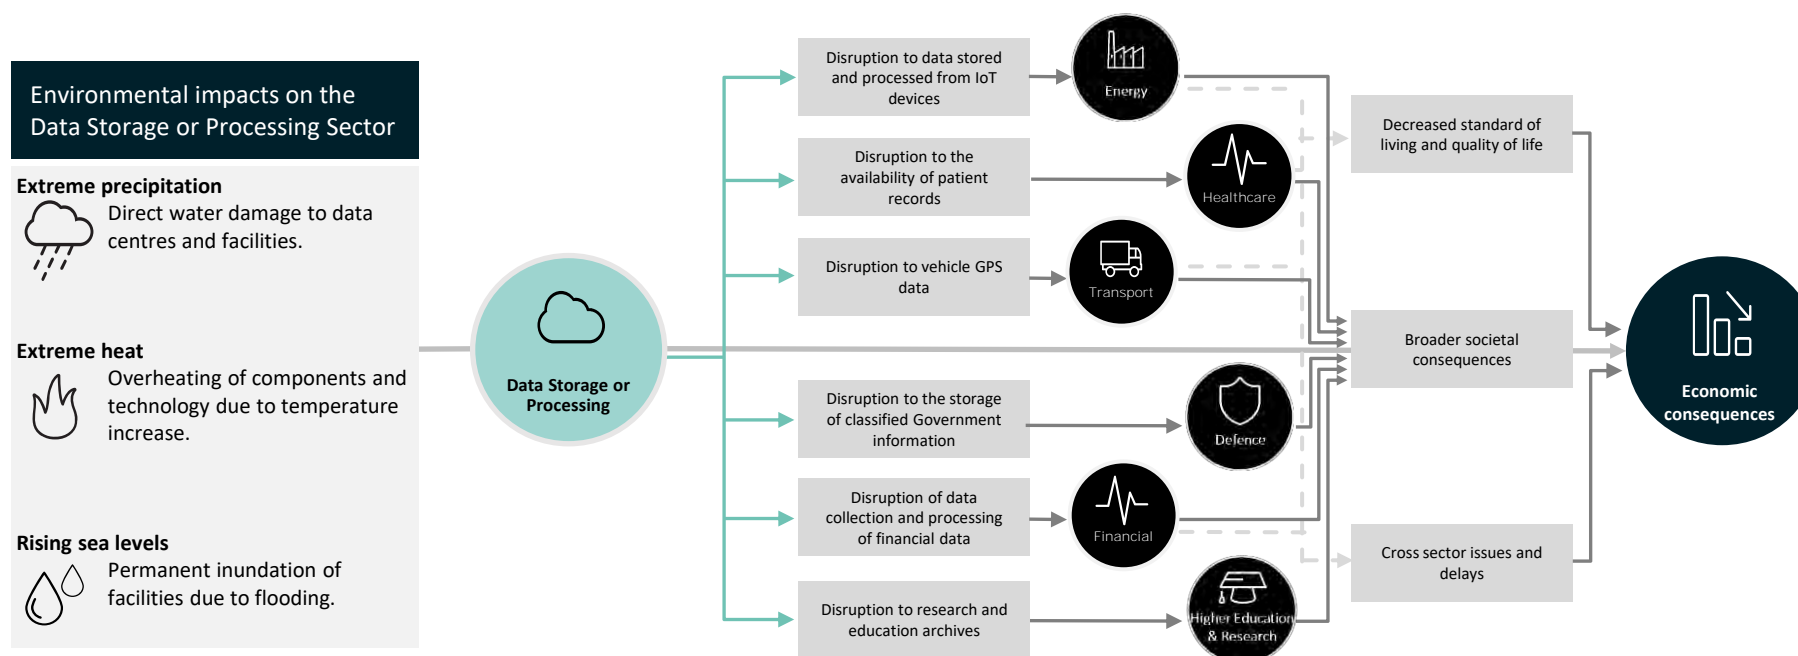 Environmental impacts on the
Data Storage or Processing Sector
Extreme precipitation
Direct water damage to data
centres and facilities.
Extreme heat
Overheating of components and
technology due to temperature
increase.
Rising sea levels
Permanent inundation of
facilities due to flooding.
Data Storage or
Processing
Disruption to data stored
and processed from IoT
devices
Energy
Disruption to the
availability of patient
records
Healthcare
Disruption to vehicle GPS
data
Transport
Disruption to the storage
of classified Government
information
Defence
Disruption of data
collection and processing
of financial data
Financial
Disruption to research and
education archives
Higher Education
& Research
Decreased standard of
living and quality of life
Broader societal
consequences
Cross sector issues and
delays
Economic
consequences